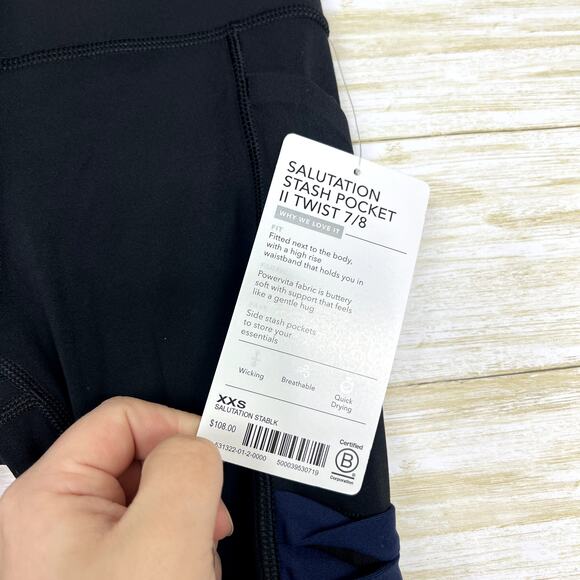 SALUTATION
STASH POCKET
II TWIST 7/8
WHY WE LOVE IT
FIT
Fitted next to the body,
with a high rise
waistband that holds you in
Powervita fabric is buttery
soft with support that feels
like a gentle hug
Side stash pockets
to store your
essentials
Wicking
Breathable
Quick
Drying
XXS
SALUTATION STABLK
$108.00
531322-01-2-0000 500039530719
Certified
B
Corporation